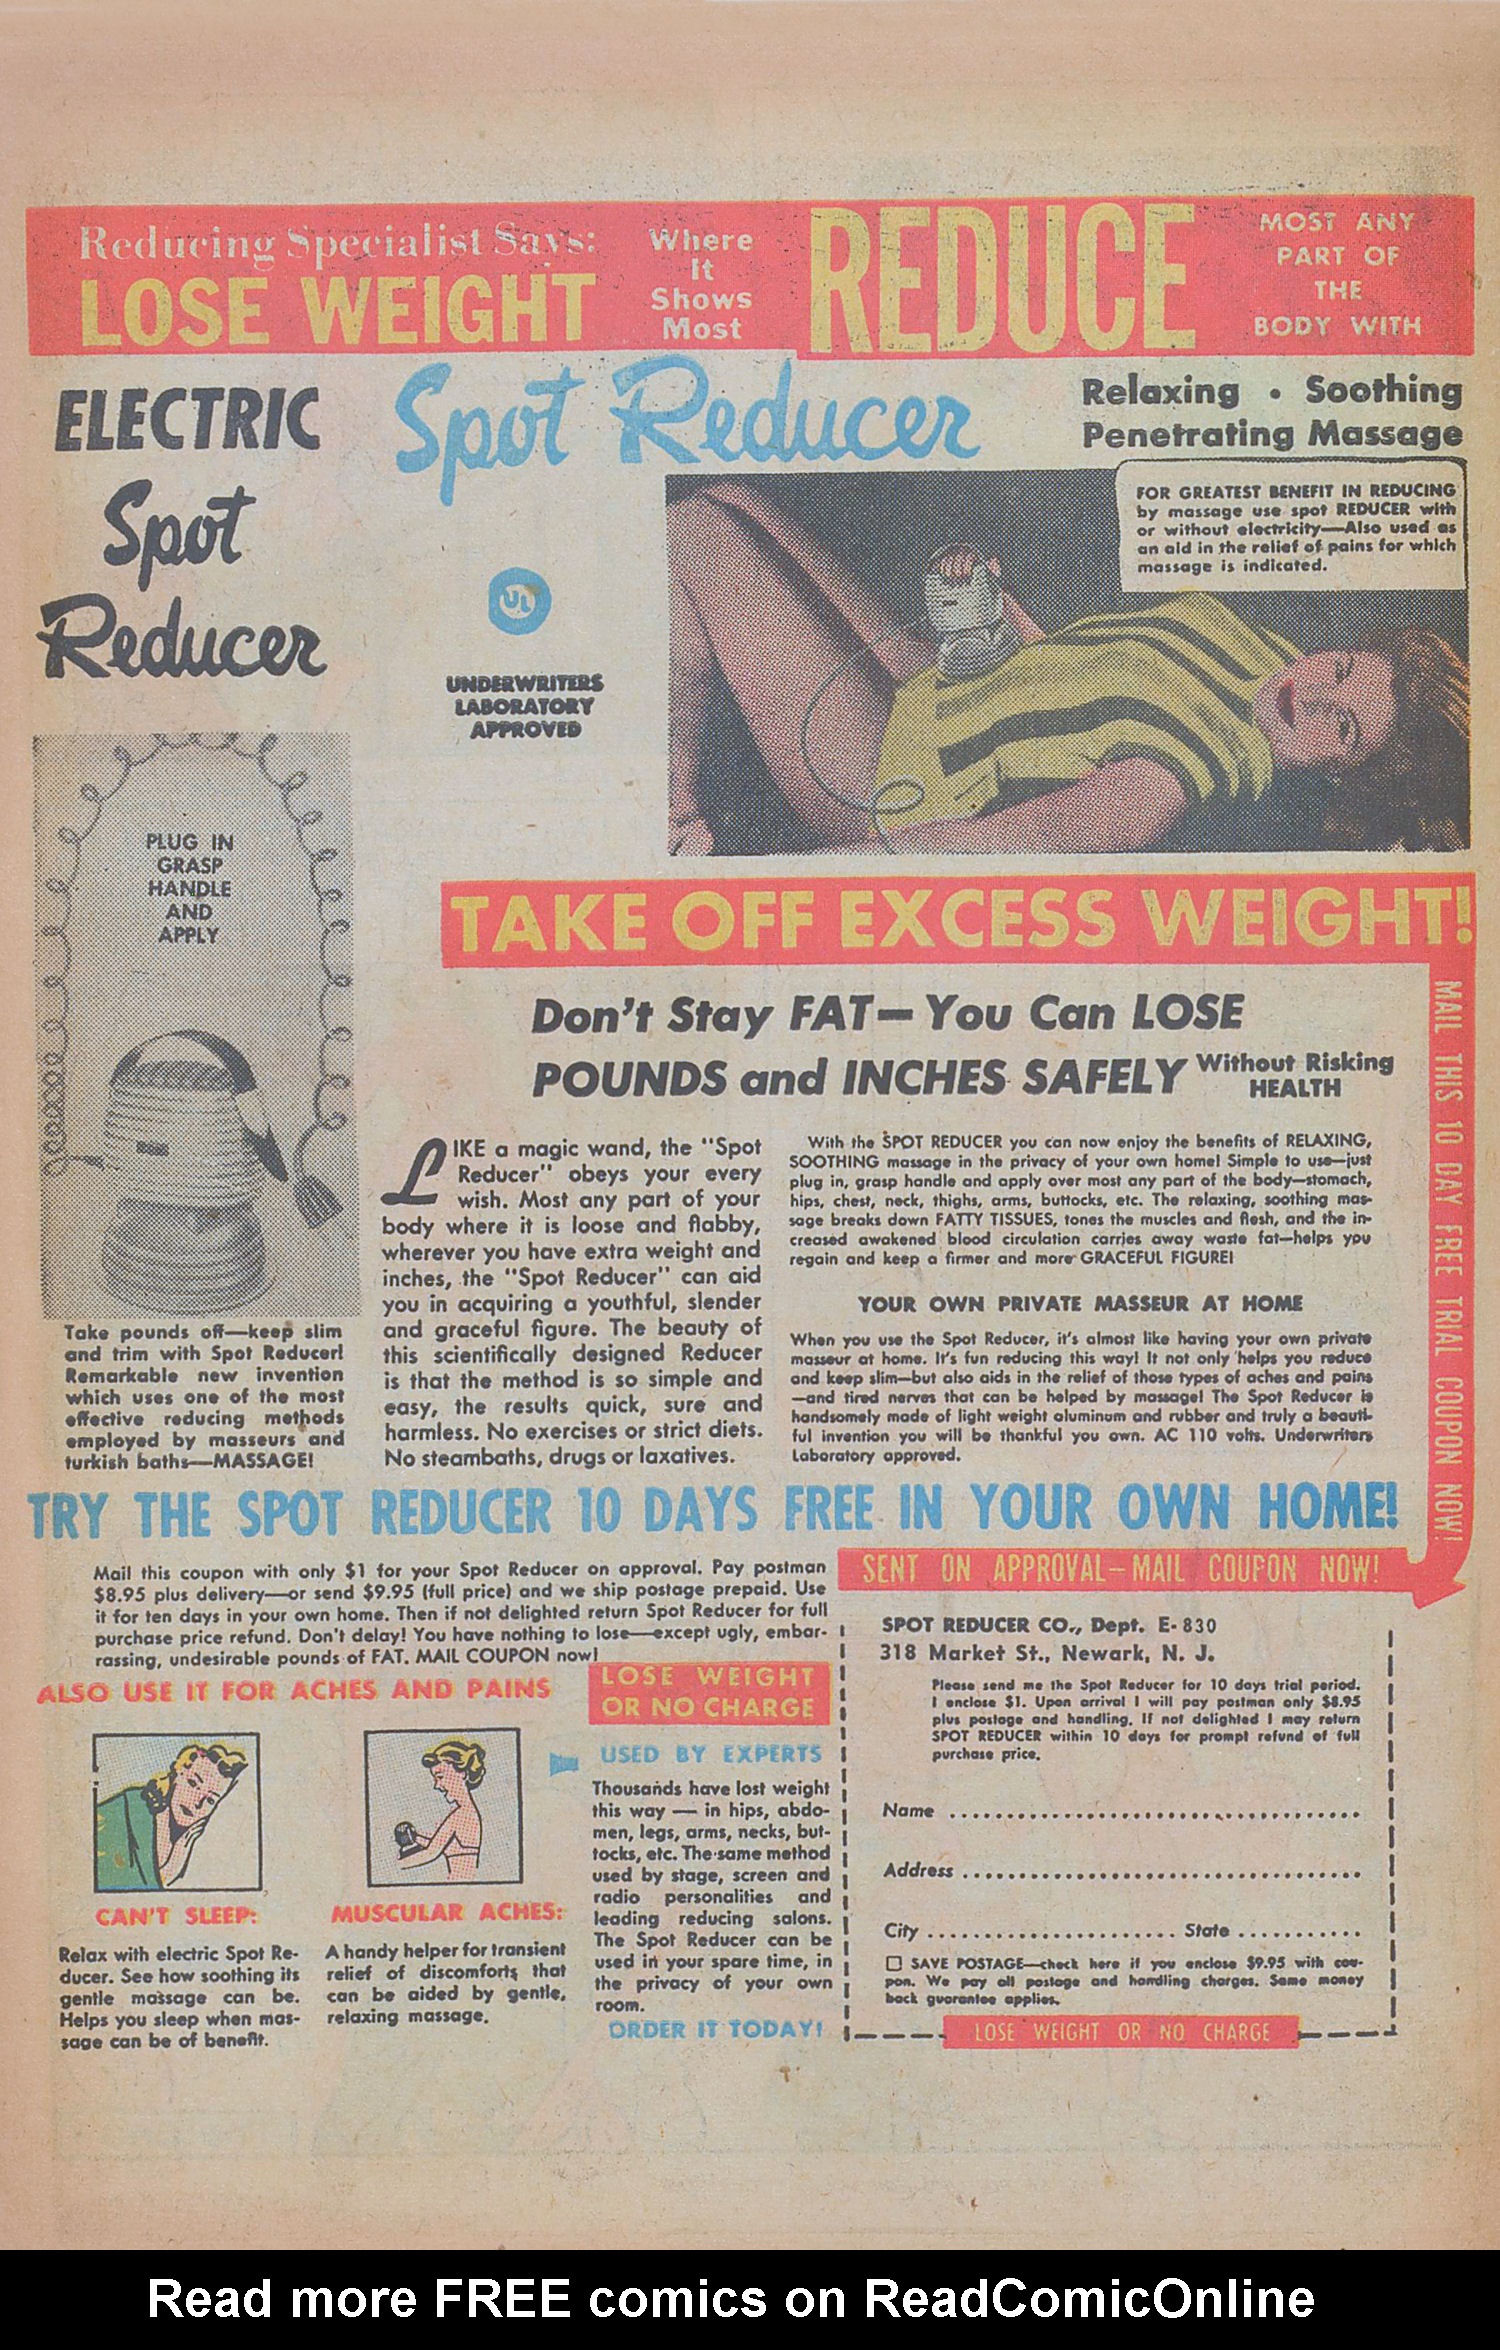 Reducing Specialist Says:
LOSE WEIGHT
Where
It
Shows
Most
REDUCE
MOST ANY
PART OF
THE
BODY WITH
ELECTRIC
Spot
Reducer
Spot Reducer
Relaxing • Soothing
Penetrating Massage
UL
UNDERWRITERS
LABORATORY
APPROVED
FOR GREATEST BENEFIT IN REDUCING
by massage use spot REDUCER with
or without electricity—Also used as
an aid in the relief of pains for which
massage is indicated.
PLUG IN
GRASP
HANDLE
AND
APPLY
Take pounds off—keep slim
and trim with Spot Reducer!
Remarkable new invention
which uses one of the most
effective reducing methods
employed by masseurs and
turkish baths—MASSAGE!
TAKE OFF EXCESS WEIGHT!
MAIL THIS 10 DAY FREE TRIAL COUPON NOW!
Don't Stay FAT—You Can LOSE
POUNDS and INCHES SAFELY Without Risking
HEALTH
LIKE a magic wand, the "Spot
Reducer" obeys your every
wish. Most any part of your
body where it is loose and flabby,
wherever you have extra weight and
inches, the "Spot Reducer" can aid
you in acquiring a youthful, slender
and graceful figure. The beauty of
this scientifically designed Reducer
is that the method is so simple and
easy, the results quick, sure and
harmless. No exercises or strict diets.
No steambaths, drugs or laxatives.
With the SPOT REDUCER you can now enjoy the benefits of RELAXING,
SOOTHING massage in the privacy of your own home! Simple to use—just
plug in, grasp handle and apply over most any part of the body—stomach,
hips, chest, neck, thighs, arms, buttocks, etc. The relaxing, soothing mas-
sage breaks down FATTY TISSUES, tones the muscles and flesh, and the in-
creased awakened blood circulation carries away waste fat—helps you
regain and keep a firmer and more GRACEFUL FIGURE!
YOUR OWN PRIVATE MASSEUR AT HOME
When you use the Spot Reducer, it's almost like having your own private
masseur at home. It's fun reducing this way! It not only helps you reduce
and keep slim—but also aids in the relief of those types of aches and pains
—and tired nerves that can be helped by massage! The Spot Reducer is
handsomely made of light weight aluminum and rubber and truly a beauti-
ful invention you will be thankful you own. AC 110 volts. Underwriters
Laboratory approved.
TRY THE SPOT REDUCER 10 DAYS FREE IN YOUR OWN HOME!
Mail this coupon with only $1 for your Spot Reducer on approval. Pay postman
$8.95 plus delivery—or send $9.95 (full price) and we ship postage prepaid. Use
it for ten days in your own home. Then if not delighted return Spot Reducer for full
purchase price refund. Don't delay! You have nothing to lose—except ugly, embar-
rassing, undesirable pounds of FAT. MAIL COUPON now!
ALSO USE IT FOR ACHES AND PAINS
CAN'T SLEEP:
Relax with electric Spot Re-
ducer. See how soothing its
gentle massage can be.
Helps you sleep when mas-
sage can be of benefit.
MUSCULAR ACHES:
A handy helper for transient
relief of discomforts that
can be aided by gentle,
relaxing massage.
LOSE WEIGHT
OR NO CHARGE
USED BY EXPERTS
Thousands have lost weight
this way — in hips, abdo-
men, legs, arms, necks, but-
tocks, etc. The same method
used by stage, screen and
radio personalities and
leading reducing salons.
The Spot Reducer can be
used in your spare time, in
the privacy of your own
room.
ORDER IT TODAY!
SENT ON APPROVAL—MAIL COUPON NOW!
SPOT REDUCER CO., Dept. E-830
318 Market St., Newark, N. J.
Please send me the Spot Reducer for 10 days trial period.
I enclose $1. Upon arrival I will pay postman only $8.95
plus postage and handling. If not delighted I may return
SPOT REDUCER within 10 days for prompt refund of full
purchase price.
Name
Address
City State
SAVE POSTAGE—check here if you enclose $9.95 with cou-
pon. We pay all postage and handling charges. Same money
back guarantee applies.
LOSE WEIGHT OR NO CHARGE
Read more FREE comics on ReadComicOnline